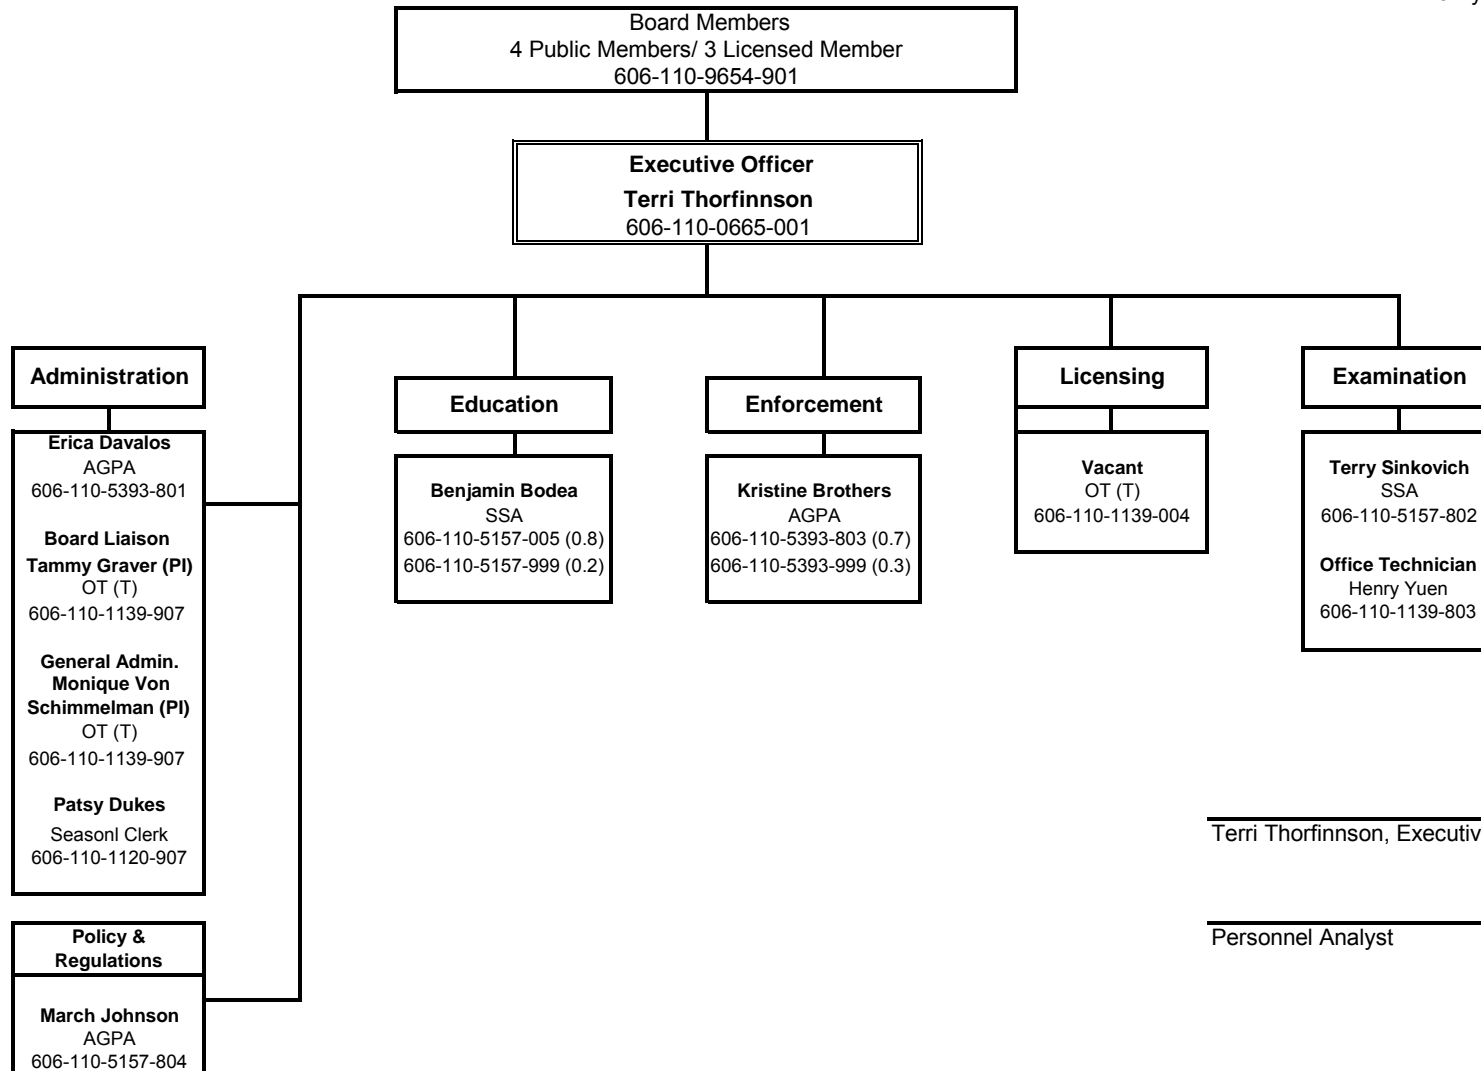 Board Members
4 Public Members/ 3 Licensed Member
606-110-9654-901
Executive Officer
Terri Thorfinnson
606-110-0665-001
Administration
Erica Davalos
AGPA
606-110-5393-801
Board Liaison
Tammy Graver (PI)
OT (T)
606-110-1139-907
General Admin.
Monique Von
Schimmelman (PI)
OT (T)
606-110-1139-907
Patsy Dukes
Seasonl Clerk
606-110-1120-907
Policy &
Regulations
March Johnson
AGPA
606-110-5157-804
Education
Benjamin Bodea
SSA
606-110-5157-005 (0.8)
606-110-5157-999 (0.2)
Enforcement
Kristine Brothers
AGPA
606-110-5393-803 (0.7)
606-110-5393-999 (0.3)
Licensing
Vacant
OT (T)
606-110-1139-004
Examination
Terry Sinkovich
SSA
606-110-5157-802
Office Technician
Henry Yuen
606-110-1139-803
Terri Thorfinnson, Executiv
Personnel Analyst